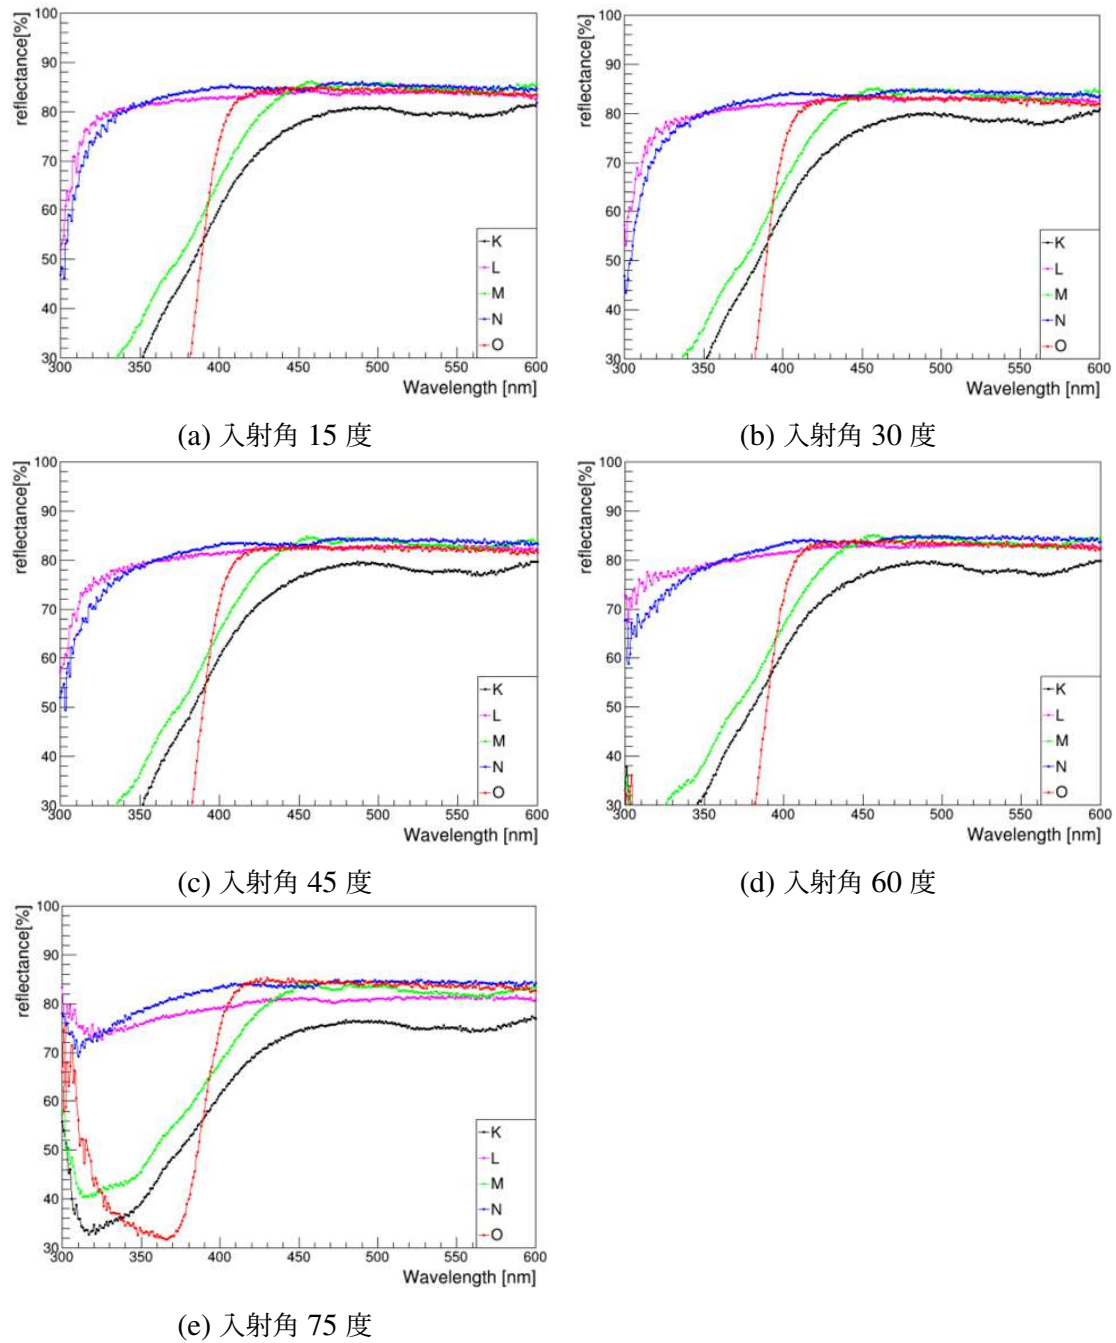 reflectance[%]
100
90
80
70
60
50
40
30
K
L
M
N
O
300 350 400 450 500 550 600
Wavelength [nm]
(a) 入射角 15 度
reflectance[%]
100
90
80
70
60
50
40
30
K
L
M
N
O
300 350 400 450 500 550 600
Wavelength [nm]
(b) 入射角 30 度
reflectance[%]
100
90
80
70
60
50
40
30
K
L
M
N
O
300 350 400 450 500 550 600
Wavelength [nm]
(c) 入射角 45 度
reflectance[%]
100
90
80
70
60
50
40
30
K
L
M
N
O
300 350 400 450 500 550 600
Wavelength [nm]
(d) 入射角 60 度
reflectance[%]
100
90
80
70
60
50
40
30
K
L
M
N
O
300 350 400 450 500 550 600
Wavelength [nm]
(e) 入射角 75 度